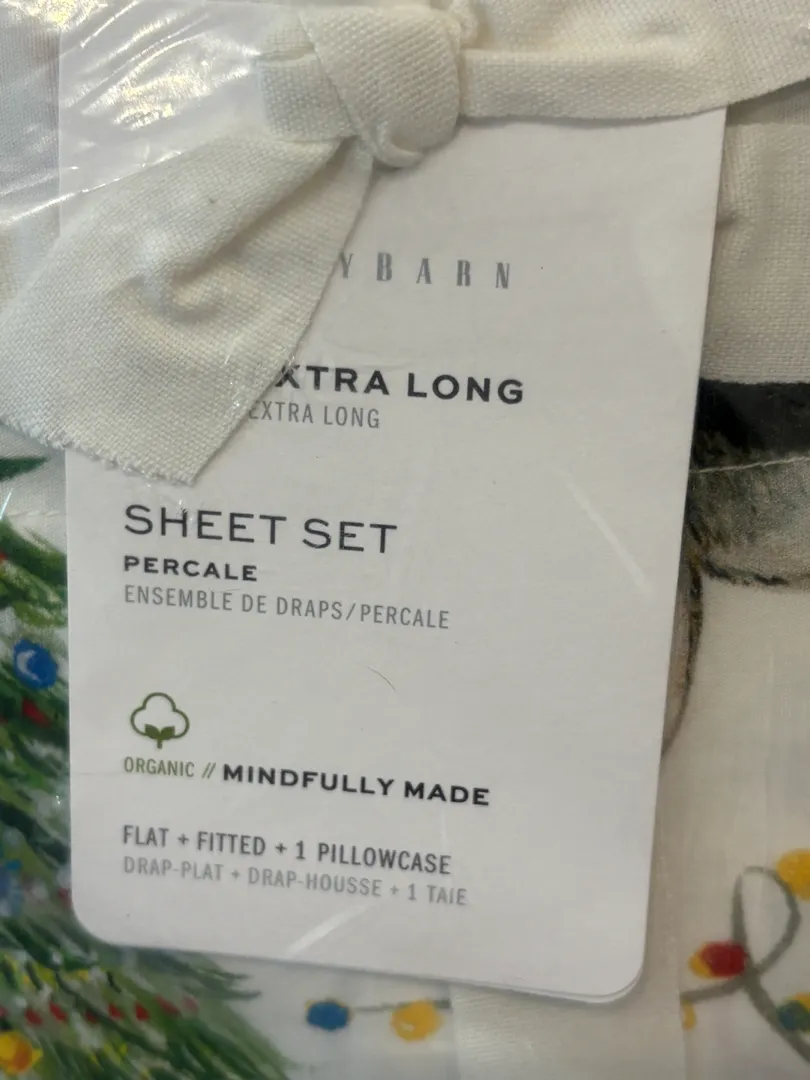 YBARN
XTRA LONG
EXTRA LONG
SHEET SET
PERCALE
ENSEMBLE DE DRAPS/PERCALE
ORGANIC // MINDFULLY MADE
FLAT + FITTED + 1 PILLOWCASE
DRAP-PLAT + DRAP-HOUSSE + 1 TAIE